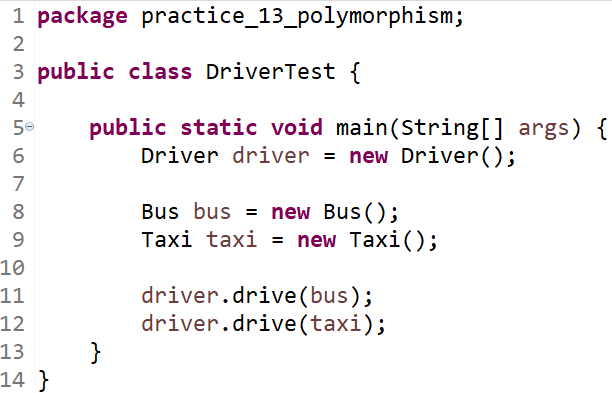 1 package practice_13_polymorphism;
2
3 public class DriverTest {
4
5     public static void main(String[] args) {
6         Driver driver = new Driver();
7
8         Bus bus = new Bus();
9         Taxi taxi = new Taxi();
10
11         driver.drive(bus);
12         driver.drive(taxi);
13     }
14 }